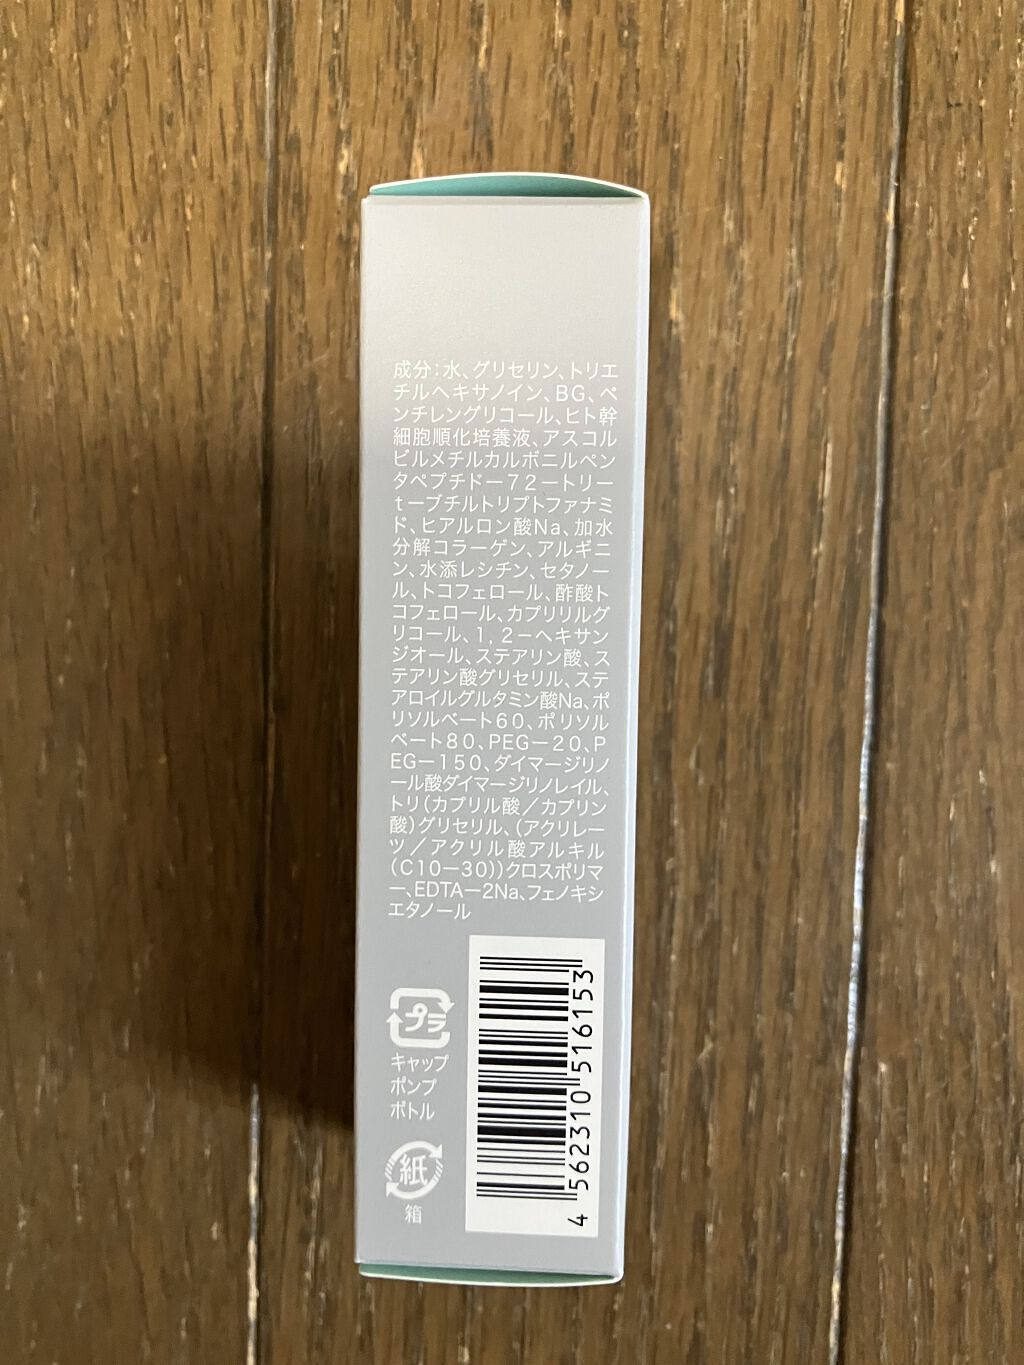 成分:水、グリセリン、トリエ
チルヘキサノイン、BG、ペ
ンチレングリコール、ヒト幹
細胞順化培養液、アスコル
ビルメチルカルボニルペン
タペプチドー72ートリー
tーブチルトリプトファナミ
ド、ヒアルロン酸Na、加水
分解コラーゲン、アルギニ
ン、水添レシチン、セタノー
ル、トコフェロール、酢酸ト
コフェロール、カプリリルグ
リコール、1,2ーヘキサン
ジオール、ステアリン酸、ス
テアリン酸グリセリル、ステ
アロイルグルタミン酸Na、ポ
リソルベート60、ポリソル
ベート80、PEGー20、P
EGー150、ダイマージリノ
ール酸ダイマージリノレイル、
トリ(カプリル酸/カプリン
酸)グリセリル、(アクリレー
ツ/アクリル酸アルキル
(C10ー30))クロスポリマ
ー、EDTAー2Na、フェノキシ
エタノール
プラ
キャップ
ポンプ
ボトル
紙
箱
4 562310 516153